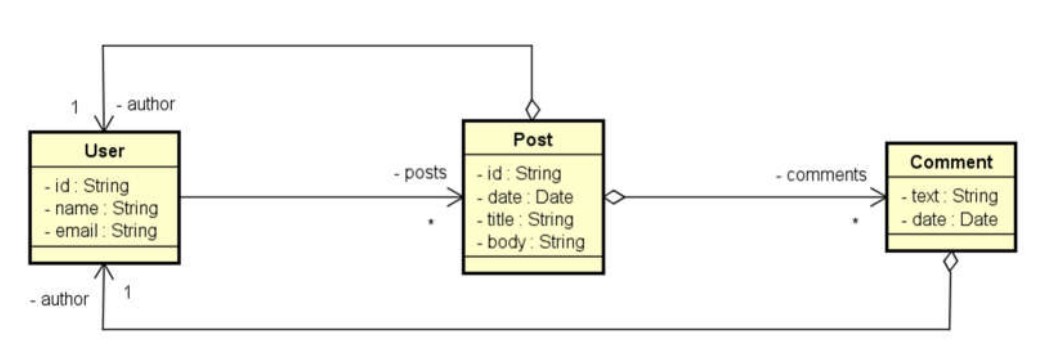 1
- author
User
- id : String
- name : String
- email : String
- author
1
- posts
*
Post
- id : String
- date : Date
- title : String
- body : String
- comments
*
Comment
- text : String
- date : Date